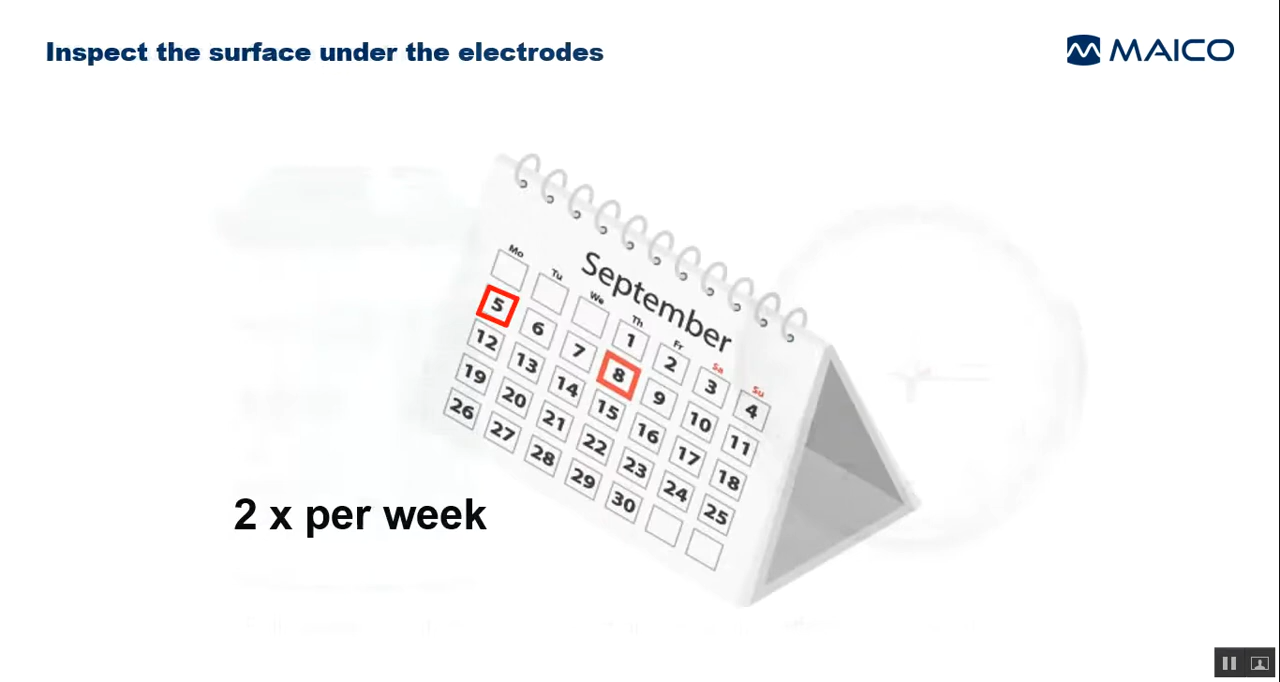 Inspect the surface under the electrodes
MAICO
September
Mo Tu We Th Fr Sa Su
1 2 3 4
5 6 7 8 9 10 11
12 13 14 15 16 17 18
19 20 21 22 23 24 25
26 27 28 29 30
2 x per week